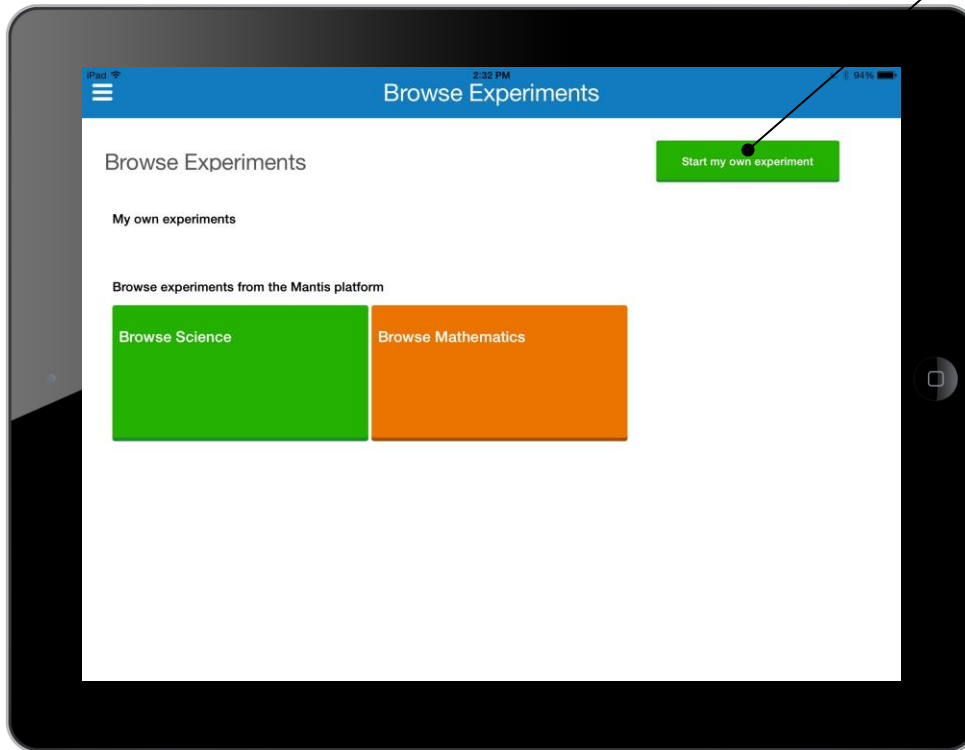 iPad
2:32 PM
94%
Browse Experiments
Browse Experiments
Start my own experiment
My own experiments
Browse experiments from the Mantis platform
Browse Science
Browse Mathematics